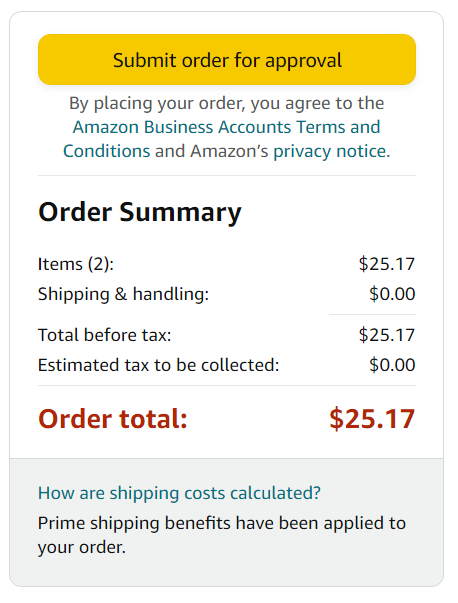 Submit order for approval
By placing your order, you agree to the
Amazon Business Accounts Terms and
Conditions and Amazon’s privacy notice.
Order Summary
Items (2): $25.17
Shipping & handling: $0.00
Total before tax: $25.17
Estimated tax to be collected: $0.00
Order total: $25.17
How are shipping costs calculated?
Prime shipping benefits have been applied to
your order.